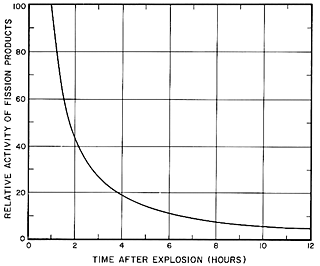 RELATIVE ACTIVITY OF FISSION PRODUCTS
100
80
60
40
20
0
0 2 4 6 8 10 12
TIME AFTER EXPLOSION (HOURS)